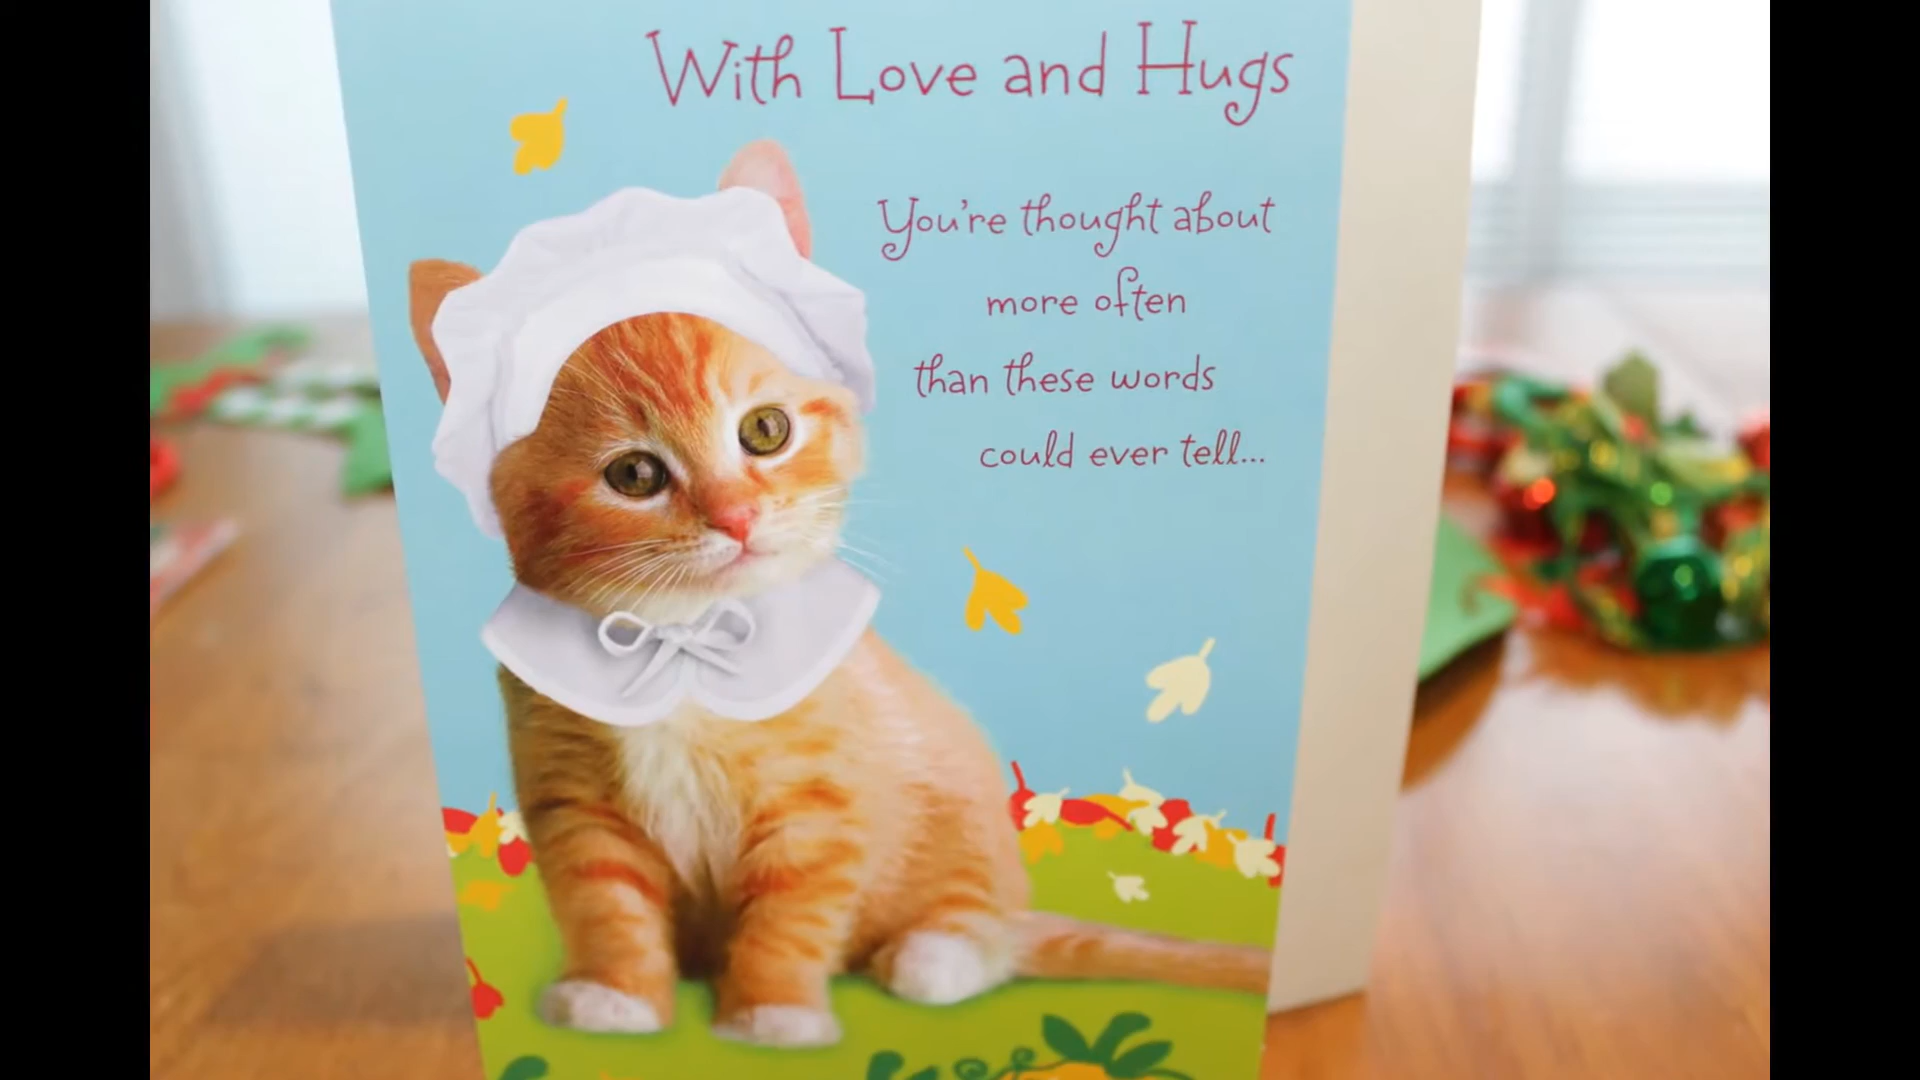 With Love and Hugs
You're thought about
more often
than these words
could ever tell...